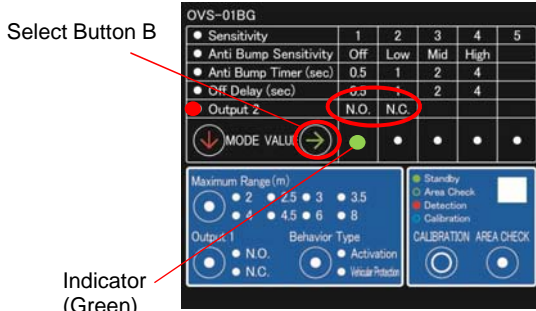 OVS-01BG
Select Button B
Sensitivity 1 2 3 4 5
Anti Bump Sensitivity Off Low Mid High
Anti Bump Timer (sec) 0.5 1 2 4
Off Delay (sec) 0.5 1 2 4
Output 2 N.O. N.C.
MODE VALUE
Maximum Range (m)
2 2.5 3 3.5
4 4.5 6 8
Output 1 Behavior Type
N.O. Activation
N.C. Vehicular Protection
Standby
Area Check
Detection
Calibration
CALIBRATION AREA CHECK
Indicator
(Green)